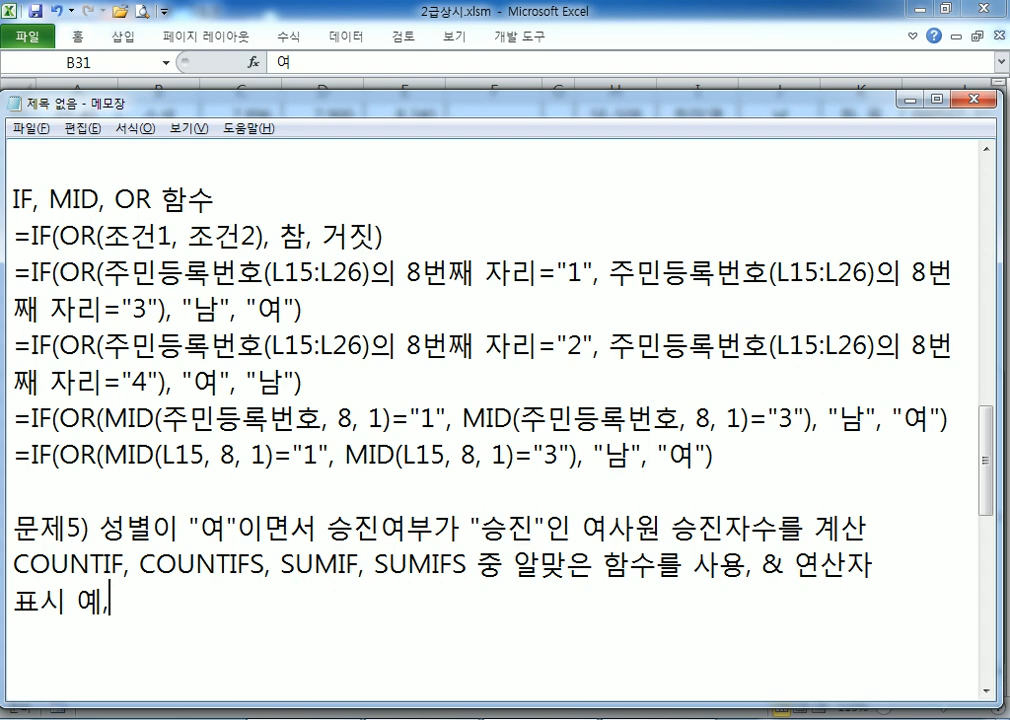 2급상시.xlsm - Microsoft Excel
파일 홈 삽입 페이지 레이아웃 수식 데이터 검토 보기 개발 도구
B31 fx 여
제목 없음 - 메모장
파일(F) 편집(E) 서식(O) 보기(V) 도움말(H)
IF, MID, OR 함수
=IF(OR(조건1, 조건2), 참, 거짓)
=IF(OR(주민등록번호(L15:L26)의 8번째 자리="1", 주민등록번호(L15:L26)의 8번
째 자리="3"), "남", "여")
=IF(OR(주민등록번호(L15:L26)의 8번째 자리="2", 주민등록번호(L15:L26)의 8번
째 자리="4"), "여", "남")
=IF(OR(MID(주민등록번호, 8, 1)="1", MID(주민등록번호, 8, 1)="3"), "남", "여")
=IF(OR(MID(L15, 8, 1)="1", MID(L15, 8, 1)="3"), "남", "여")
문제5) 성별이 "여"이면서 승진여부가 "승진"인 여사원 승진자수를 계산
COUNTIF, COUNTIFS, SUMIF, SUMIFS 중 알맞은 함수를 사용, & 연산자
표시 예,